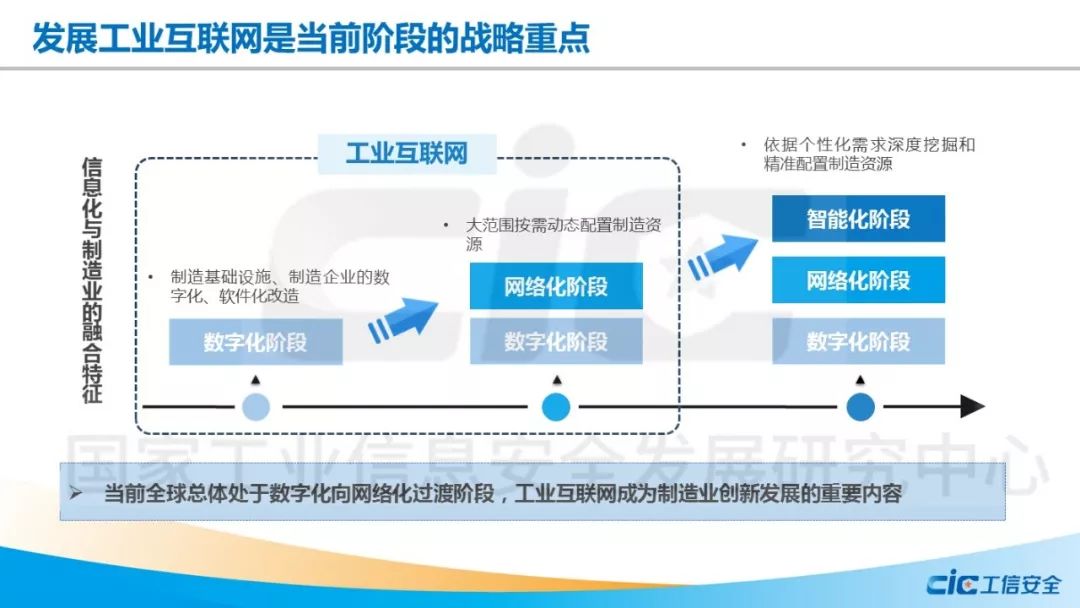 发展工业互联网是当前阶段的战略重点
信息化与制造业的融合特征
工业互联网
• 制造基础设施、制造企业的数
字化、软件化改造
数字化阶段
• 大范围按需动态配置制造资
源
网络化阶段
数字化阶段
• 依据个性化需求深度挖掘和
精准配置制造资源
智能化阶段
网络化阶段
数字化阶段
国家工业信息安全发展研究中心
➢ 当前全球总体处于数字化向网络化过渡阶段，工业互联网成为制造业创新发展的重要内容
CIC
CIC工信安全